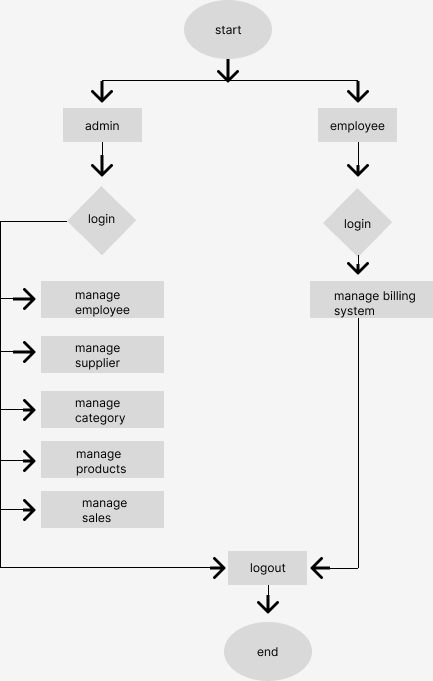 start
admin
employee
login
login
manage
employee
manage billing
system
manage
supplier
manage
category
manage
products
manage
sales
logout
end